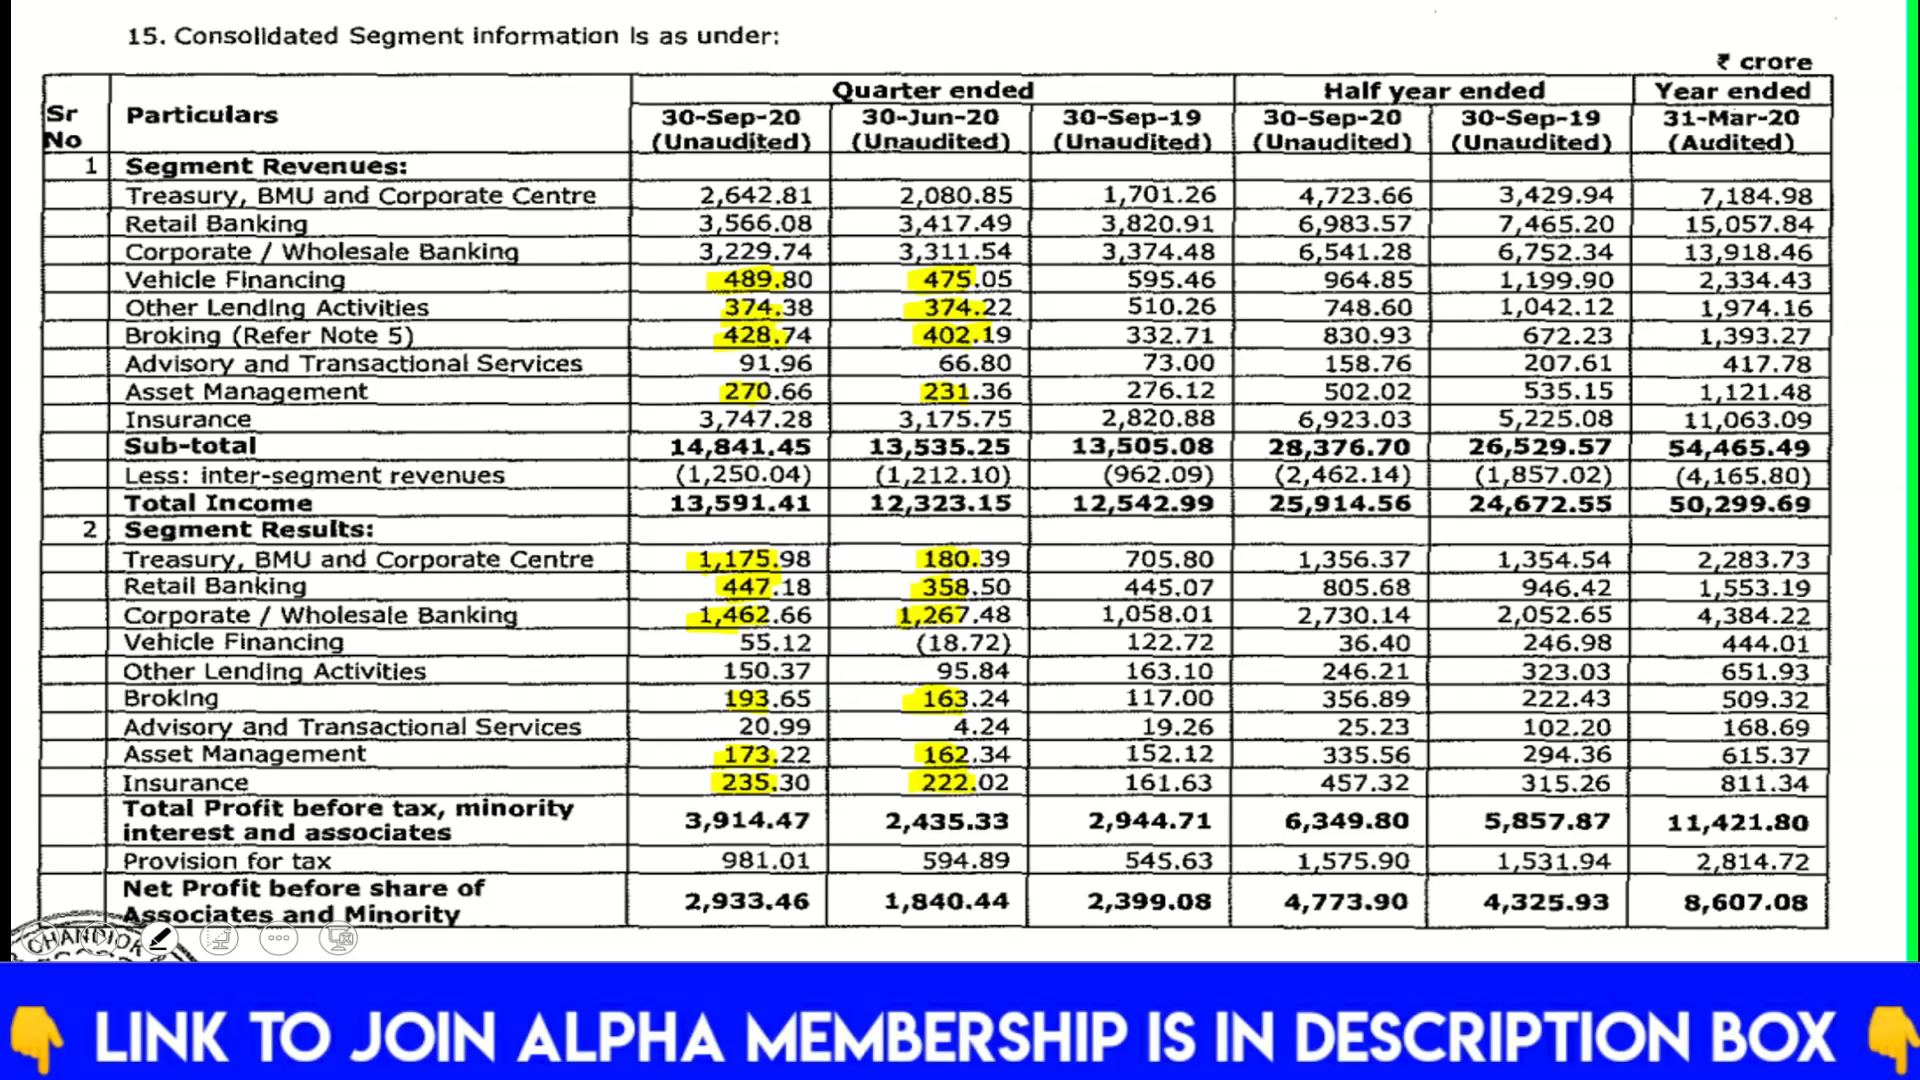 15. Consolidated Segment information is as under:
₹ crore
Sr No Particulars Quarter ended Half year ended Year ended
30-Sep-20 (Unaudited) 30-Jun-20 (Unaudited) 30-Sep-19 (Unaudited) 30-Sep-20 (Unaudited) 30-Sep-19 (Unaudited) 31-Mar-20 (Audited)
1 Segment Revenues:
Treasury, BMU and Corporate Centre 2,642.81 2,080.85 1,701.26 4,723.66 3,429.94 7,184.98
Retail Banking 3,566.08 3,417.49 3,820.91 6,983.57 7,465.20 15,057.84
Corporate / Wholesale Banking 3,229.74 3,311.54 3,374.48 6,541.28 6,752.34 13,918.46
Vehicle Financing 489.80 475.05 595.46 964.85 1,199.90 2,334.43
Other Lending Activities 374.38 374.22 510.26 748.60 1,042.12 1,974.16
Broking (Refer Note 5) 428.74 402.19 332.71 830.93 672.23 1,393.27
Advisory and Transactional Services 91.96 66.80 73.00 158.76 207.61 417.78
Asset Management 270.66 231.36 276.12 502.02 535.15 1,121.48
Insurance 3,747.28 3,175.75 2,820.88 6,923.03 5,225.08 11,063.09
Sub-total 14,841.45 13,535.25 13,505.08 28,376.70 26,529.57 54,465.49
Less: inter-segment revenues (1,250.04) (1,212.10) (962.09) (2,462.14) (1,857.02) (4,165.80)
Total Income 13,591.41 12,323.15 12,542.99 25,914.56 24,672.55 50,299.69
2 Segment Results:
Treasury, BMU and Corporate Centre 1,175.98 180.39 705.80 1,356.37 1,354.54 2,283.73
Retail Banking 447.18 358.50 445.07 805.68 946.42 1,553.19
Corporate / Wholesale Banking 1,462.66 1,267.48 1,058.01 2,730.14 2,052.65 4,384.22
Vehicle Financing 55.12 (18.72) 122.72 36.40 246.98 444.01
Other Lending Activities 150.37 95.84 163.10 246.21 323.03 651.93
Broking 193.65 163.24 117.00 356.89 222.43 509.32
Advisory and Transactional Services 20.99 4.24 19.26 25.23 102.20 168.69
Asset Management 173.22 162.34 152.12 335.56 294.36 615.37
Insurance 235.30 222.02 161.63 457.32 315.26 811.34
Total Profit before tax, minority interest and associates 3,914.47 2,435.33 2,944.71 6,349.80 5,857.87 11,421.80
Provision for tax 981.01 594.89 545.63 1,575.90 1,531.94 2,814.72
Net Profit before share of Associates and Minority 2,933.46 1,840.44 2,399.08 4,773.90 4,325.93 8,607.08
LINK TO JOIN ALPHA MEMBERSHIP IS IN DESCRIPTION BOX